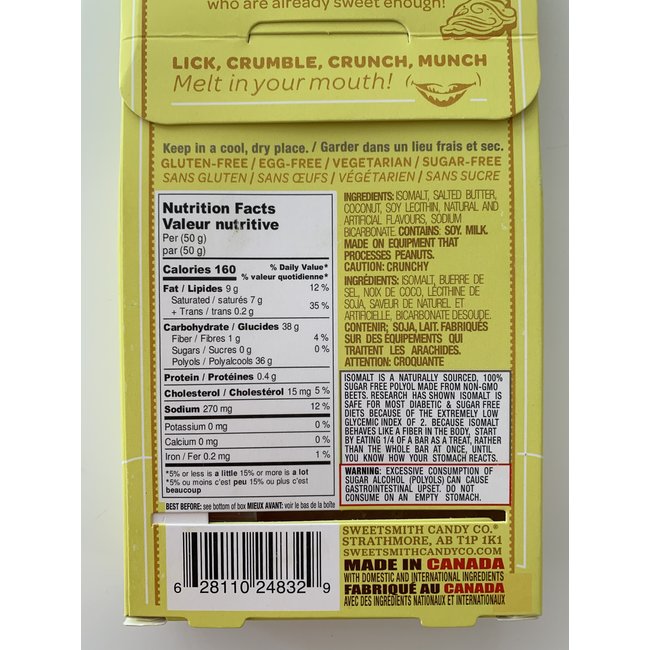 who are already sweet enough!
LICK, CRUMBLE, CRUNCH, MUNCH
Melt in your mouth!
Keep in a cool, dry place. / Garder dans un lieu frais et sec.
GLUTEN-FREE / EGG-FREE / VEGETARIAN / SUGAR-FREE
SANS GLUTEN / SANS ŒUFS / VÉGÉTARIEN / SANS SUCRE
Nutrition Facts
Valeur nutritive
Per (50 g)
par (50 g)
Calories 160 % Daily Value*
% valeur quotidienne*
Fat / Lipides 9 g 12 %
Saturated / saturés 7 g
+ Trans / trans 0.2 g 35 %
Carbohydrate / Glucides 38 g
Fiber / Fibres 1 g 4 %
Sugars / Sucres 0 g 0 %
Polyols / Polyalcools 36 g
Protein / Protéines 0.4 g
Cholesterol / Cholestérol 15 mg 5 %
Sodium 270 mg 12 %
Potassium 0 mg 0 %
Calcium 0 mg 0 %
Iron / Fer 0.2 mg 1 %
*5% or less is a little 15% or more is a lot
*5% ou moins c'est peu 15% ou plus c'est
beaucoup
BEST BEFORE: see bottom of box MIEUX AVANT: voir le bas de la boîte
INGREDIENTS: ISOMALT, SALTED BUTTER,
COCONUT, SOY LECITHIN, NATURAL AND
ARTIFICAL FLAVOURS, SODIUM
BICARBONATE. CONTAINS: SOY. MILK.
MADE ON EQUIPMENT THAT
PROCESSES PEANUTS.
CAUTION: CRUNCHY
INGRÉDIENTS: ISOMALT, BUERRE DE
SEL, NOIX DE COCO, LÉCITHINE DE
SOJA, SAVEUR DE NATUREL ET
ARTIFICIELLE, BICARBONATE DESOUDE.
CONTENIR; SOJA, LAIT. FABRIQUÉS
SUR DES ÉQUIPEMENTS QUI
TRAITENT LES ARACHIDES.
ATTENTION: CROQUANTE
ISOMALT IS A NATURALLY SOURCED, 100%
SUGAR FREE POLYOL MADE FROM NON-GMO
BEETS. RESEARCH HAS SHOWN ISOMALT IS
SAFE FOR MOST DIABETIC & SUGAR FREE
DIETS BECAUSE OF THE EXTREMELY LOW
GLYCEMIC INDEX OF 2. BECAUSE ISOMALT
BEHAVES LIKE A FIBER IN THE BODY, START
BY EATING 1/4 OF A BAR AS A TREAT, RATHER
THAN THE WHOLE BAR AT ONCE, UNTIL
YOU KNOW HOW YOUR STOMACH REACTS.
WARNING: EXCESSIVE CONSUMPTION OF
SUGAR ALCOHOL (POLYOLS) CAN CAUSE
GASTROINTESTINAL UPSET. DO NOT
CONSUME ON AN EMPTY STOMACH.
6 28110 24832 9
SWEETSMITH CANDY CO.®
STRATHMORE, AB T1P 1K1
SWEETSMITHCANDYCO.COM
MADE IN CANADA
WITH DOMESTIC AND INTERNATIONAL INGREDIENTS
FABRIQUÉ AU CANADA
AVEC DES INGRÉDIENTS NATIONAUX ET INTERNATIONAUX